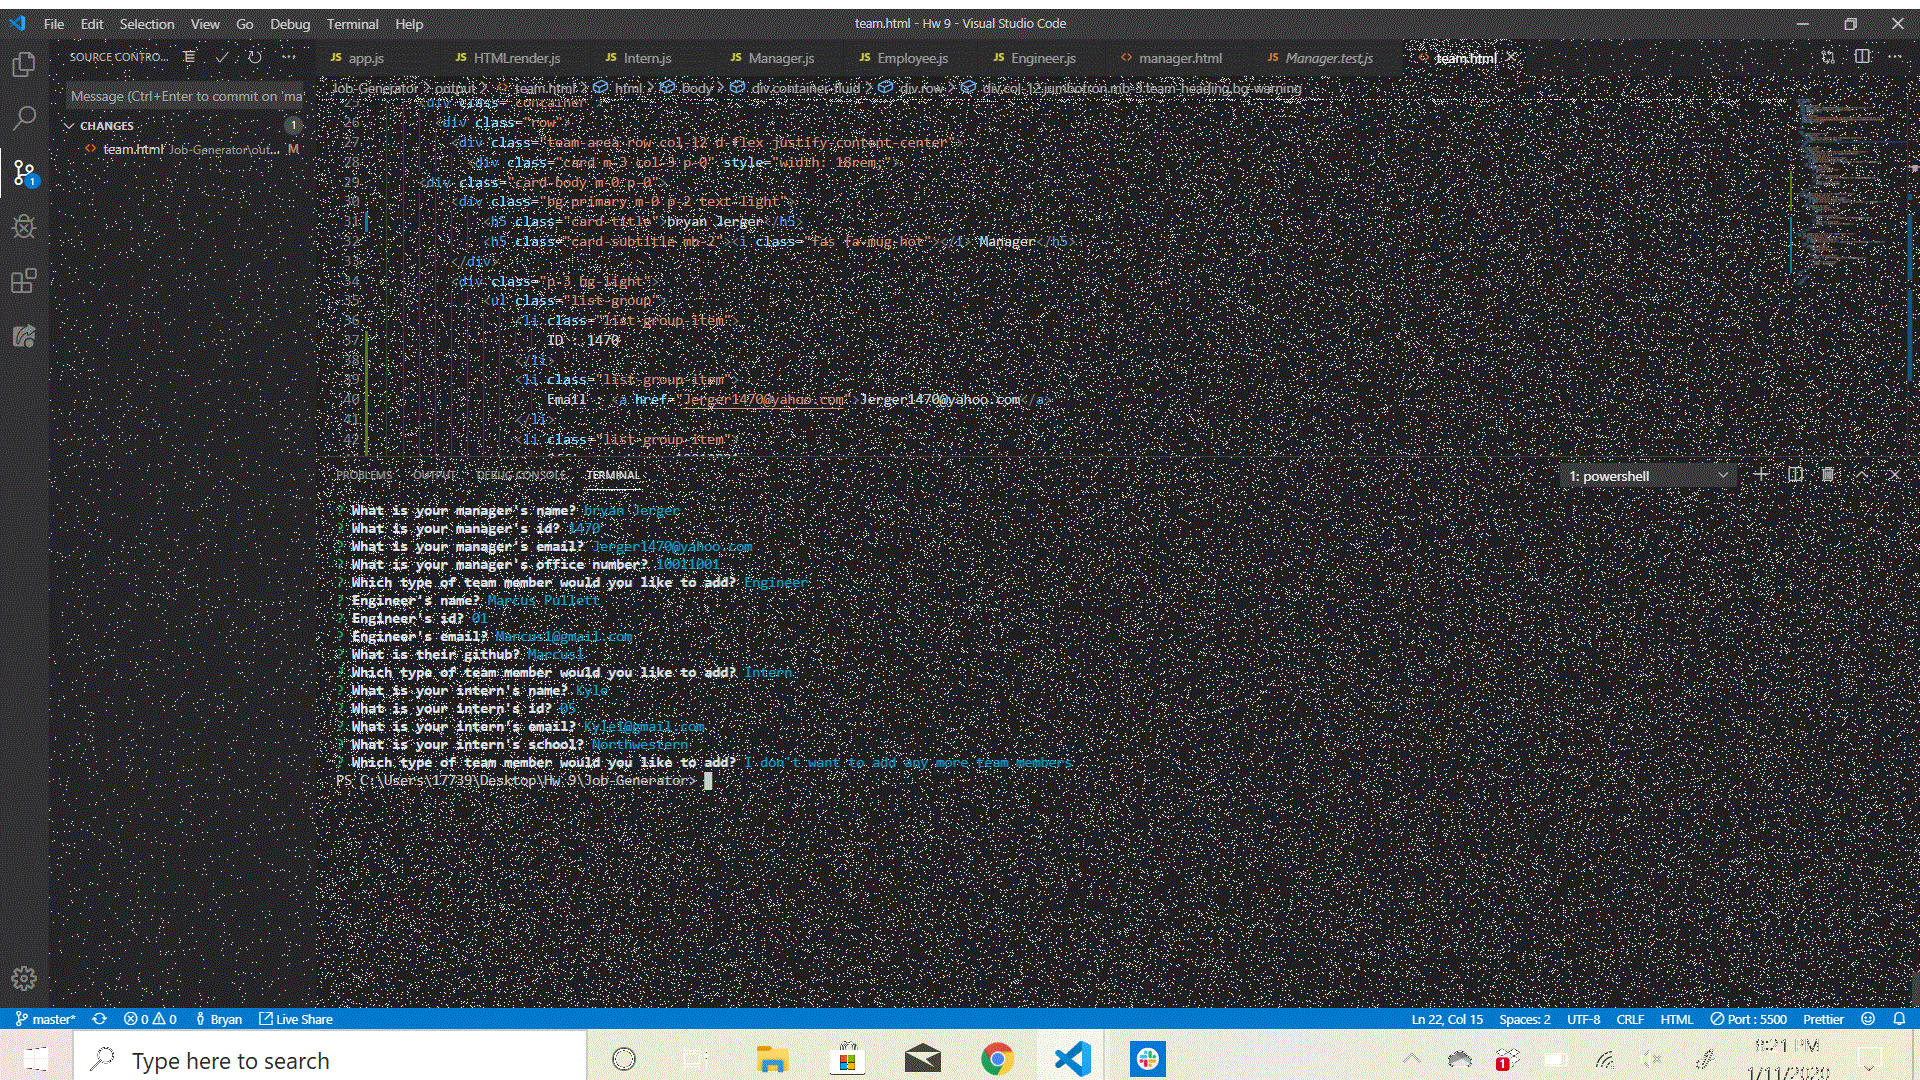 File Edit Selection View Go Debug Terminal Help
team.html - Hw 9 - Visual Studio Code
SOURCE CONTRO...
JS app.js JS HTMLrender.js JS Intern.js JS Manager.js JS Employee.js JS Engineer.js <> manager.html JS Manager.test.js <> team.html
Message (Ctrl+Enter to commit on 'ma
CHANGES 1
<> team.html Job-Generator\out... M
1
Job-Generator > output > <> team.html > html > body > div.container-fluid > div.row > div.col-12.jumbotron.mb-3.team-heading.bg-warning
25 <div class="container">
26 <div class="row">
27 <div class="team-area row col-12 d-flex justify-content-center">
28 <div class="card m-3 col-9 p-0" style="width: 18rem;">
29 <div class="card-body m-0 p-0">
30 <div class="bg-primary m-0 p-2 text-light">
31 <h5 class="card-title">bryan Jerger</h5>
32 <h5 class="card-subtitle mb-2"><i class="fas fa-mug-hot"></i> Manager</h5>
33 </div>
34 <div class="p-3 bg-light">
35 <ul class="list-group">
36 <li class="list-group-item">
37 ID : 1470
38 </li>
39 <li class="list-group-item">
40 Email : <a href="Jerger1470@yahoo.com">Jerger1470@yahoo.com</a>
41 </li>
42 <li class="list-group-item">
PROBLEMS OUTPUT DEBUG CONSOLE TERMINAL
1: powershell
? What is your manager's name? bryan Jerger
? What is your manager's id? 1470
? What is your manager's email? Jerger1470@yahoo.com
? What is your manager's office number? 10011001
? Which type of team member would you like to add? Engineer
? Engineer's name? Marcus Pullett
? Engineer's id? 01
? Engineer's email? Marcus1@gmail.com
? What is their github? Marcus1
? Which type of team member would you like to add? Intern
? What is your intern's name? Kyle
? What is your intern's id? 05
? What is your intern's email? Kyle1@gmail.com
? What is your intern's school? Northwestern
? Which type of team member would you like to add? I don't want to add any more team members
PS C:\Users\17739\Desktop\Hw 9\Job-Generator>
master* 0 0 Bryan Live Share
Ln 22, Col 15 Spaces: 2 UTF-8 CRLF HTML Port : 5500 Prettier
Type here to search
1
8:21 PM
1/11/2020